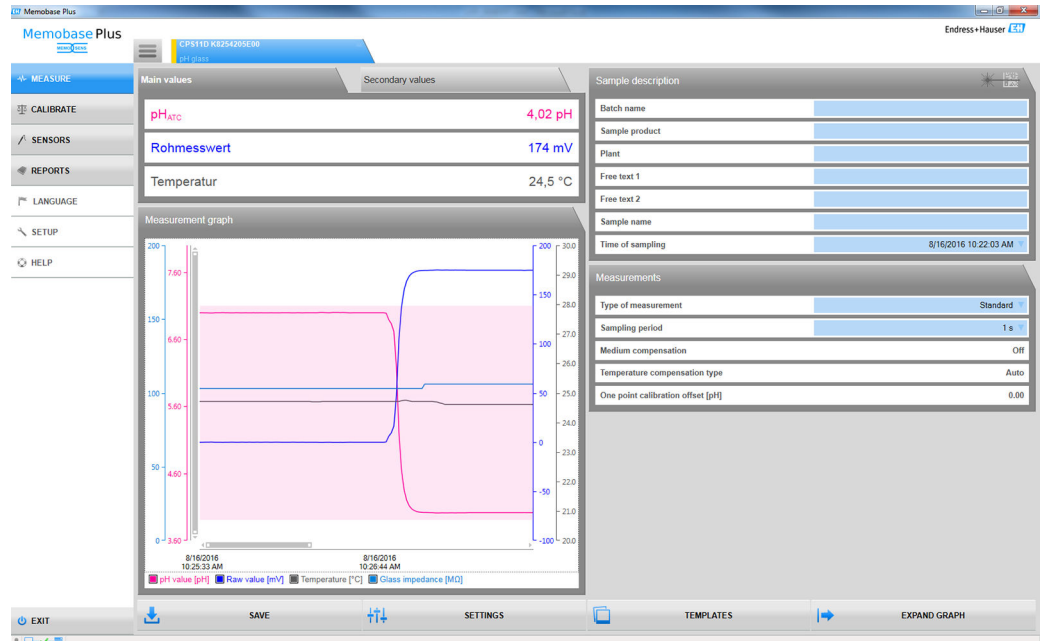 Memobase Plus
Memobase Plus
MEMOSENS
Endress+Hauser EH
CPS11D K8254205E00
pH glass
MEASURE
CALIBRATE
SENSORS
REPORTS
LANGUAGE
SETUP
HELP
EXIT
Main values
Secondary values
pHATC 4,02 pH
Rohmesswert 174 mV
Temperatur 24,5 °C
Measurement graph
200 7.60 200 30.0
29.0
150 28.0
150 6.60 27.0
100 26.0
100 5.60 50 25.0
24.0
0 23.0
50 4.60 22.0
-50 21.0
0 3.60 -100 20.0
8/16/2016 8/16/2016
10:25:33 AM 10:26:44 AM
pH value [pH] Raw value [mV] Temperature [°C] Glass impedance [MΩ]
Sample description
Batch name
Sample product
Plant
Free text 1
Free text 2
Sample name
Time of sampling 8/16/2016 10:22:03 AM
Measurements
Type of measurement Standard
Sampling period 1 s
Medium compensation Off
Temperature compensation type Auto
One point calibration offset [pH] 0.00
SAVE
SETTINGS
TEMPLATES
EXPAND GRAPH